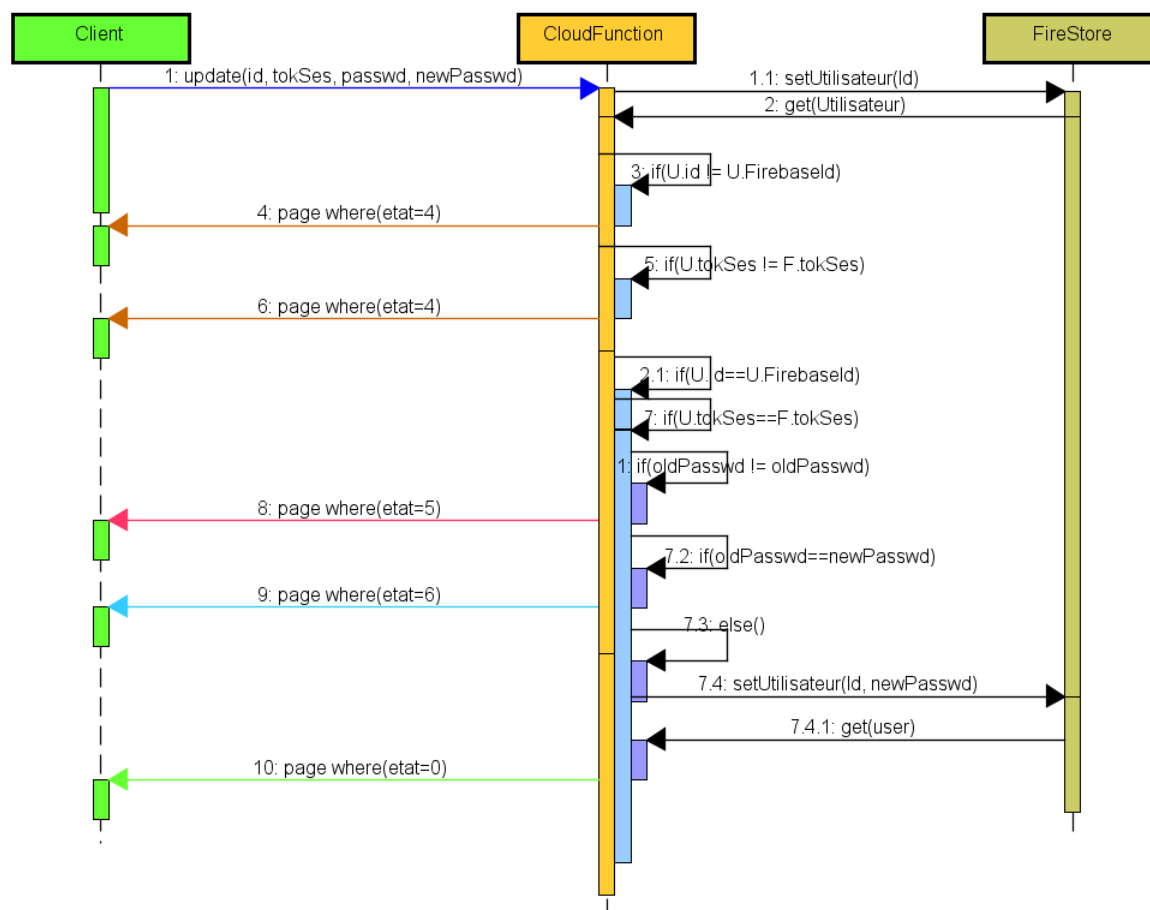 Client
CloudFunction
FireStore
1: update(id, tokSes, passwd, newPasswd)
1.1: setUtilisateur(Id)
2: get(Utilisateur)
3: if(U.id != U.FirebaseId)
4: page where(etat=4)
5: if(U.tokSes != F.tokSes)
6: page where(etat=4)
2.1: if(U.id==U.FirebaseId)
7: if(U.tokSes==F.tokSes)
1: if(oldPasswd != oldPasswd)
8: page where(etat=5)
7.2: if(oldPasswd==newPasswd)
9: page where(etat=6)
7.3: else()
7.4: setUtilisateur(Id, newPasswd)
7.4.1: get(user)
10: page where(etat=0)